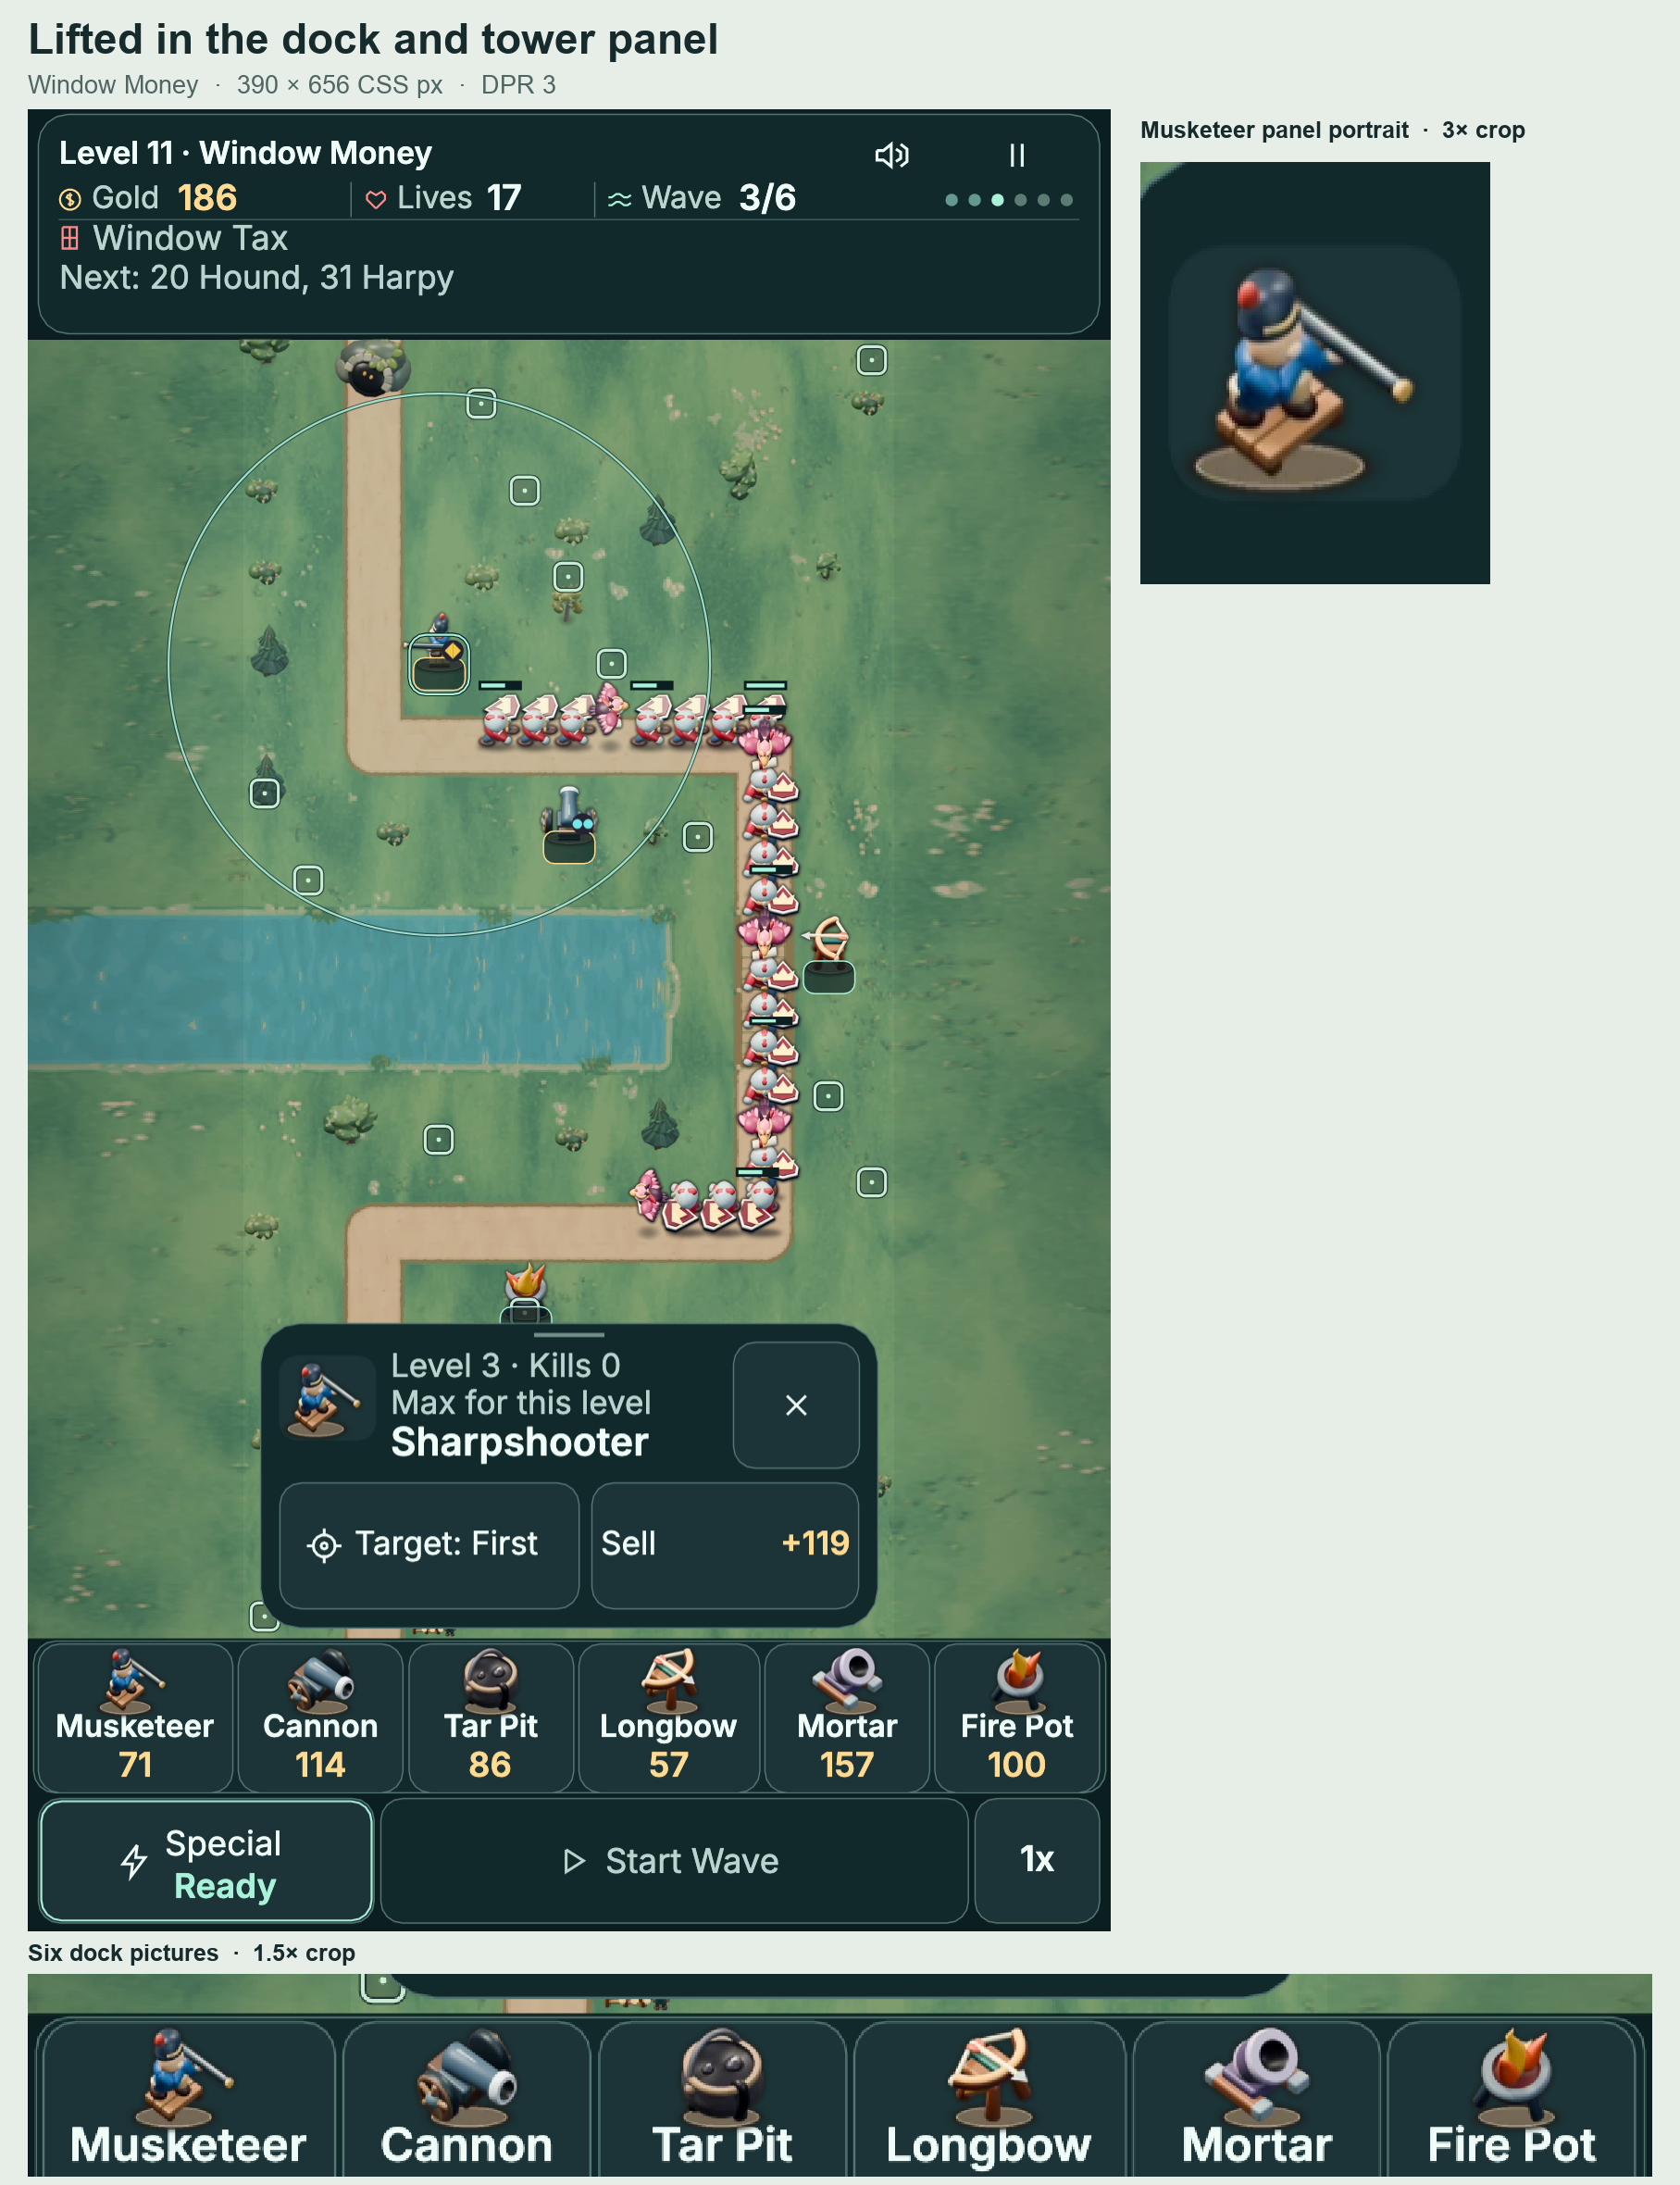 Lifted in the dock and tower panel
Window Money · 390 × 656 CSS px · DPR 3
Musketeer panel portrait · 3× crop
Level 11 · Window Money
Gold 186 Lives 17 Wave 3/6
Window Tax
Next: 20 Hound, 31 Harpy
Level 3 · Kills 0
Max for this level
Sharpshooter
Target: First Sell +119
Musketeer Cannon Tar Pit Longbow Mortar Fire Pot
71 114 86 57 157 100
Special
Ready
Start Wave 1x
Six dock pictures · 1.5× crop
Musketeer Cannon Tar Pit Longbow Mortar Fire Pot